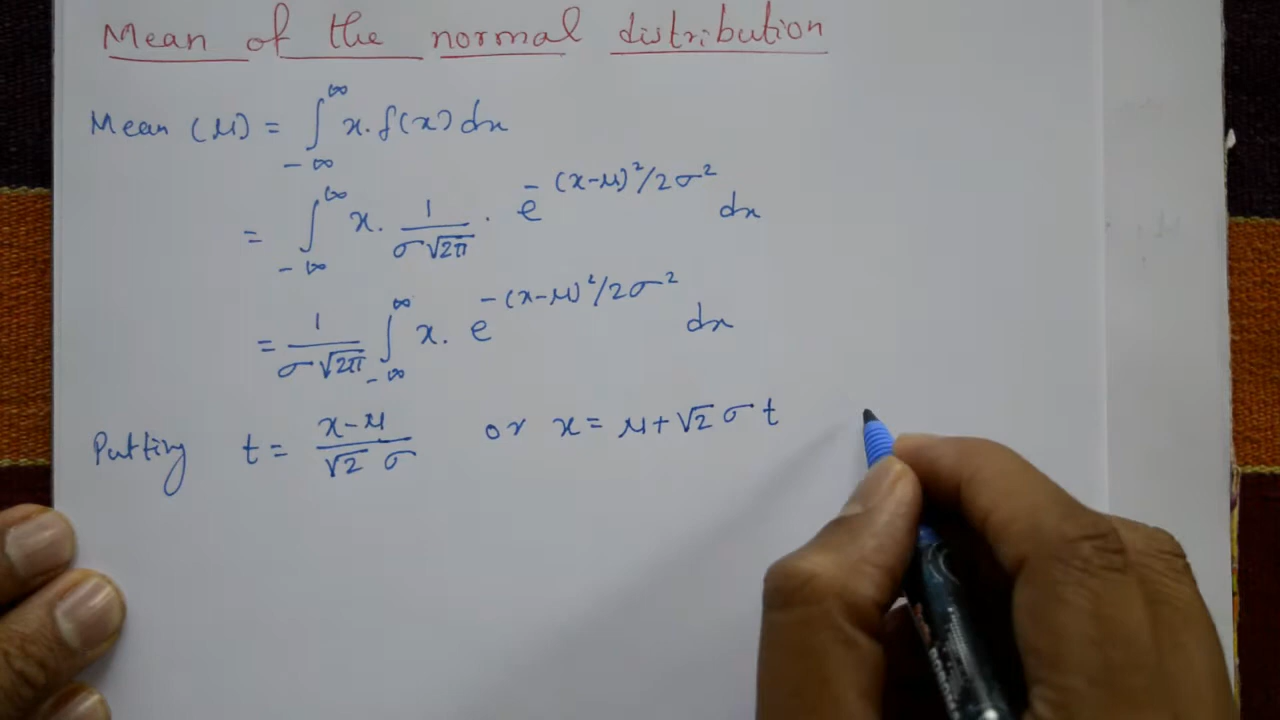 Mean of the normal distribution
Mean (μ) = ∫_{-∞}^{∞} x. f(x) dx
= ∫_{-∞}^{∞} x. 1/(σ√2π) . e^{-(x-μ)²/2σ²} dx
= 1/(σ√2π) ∫_{-∞}^{∞} x. e^{-(x-μ)²/2σ²} dx
Putting t = (x-μ)/(√2 σ) or x = μ+√2 σ t